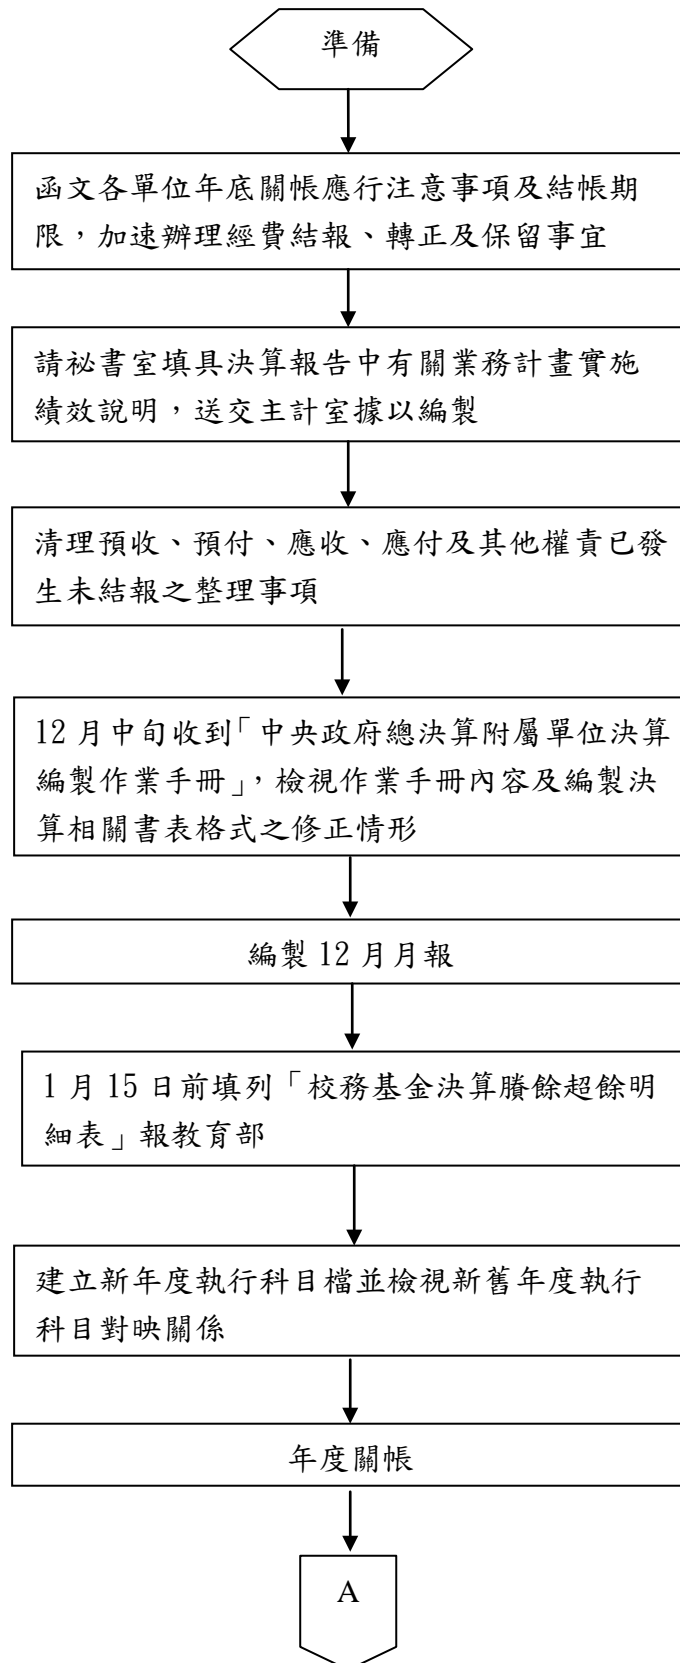 準備
函文各單位年底關帳應行注意事項及結帳期
限，加速辦理經費結報、轉正及保留事宜
請祕書室填具決算報告中有關業務計畫實施
績效說明，送交主計室據以編製
清理預收、預付、應收、應付及其他權責已發
生未結報之整理事項
12 月中旬收到「中央政府總決算附屬單位決算
編製作業手冊」，檢視作業手冊內容及編製決
算相關書表格式之修正情形
編製 12 月月報
1 月 15 日前填列「校務基金決算賸餘超餘明
細表」報教育部
建立新年度執行科目檔並檢視新舊年度執行
科目對映關係
年度關帳
A